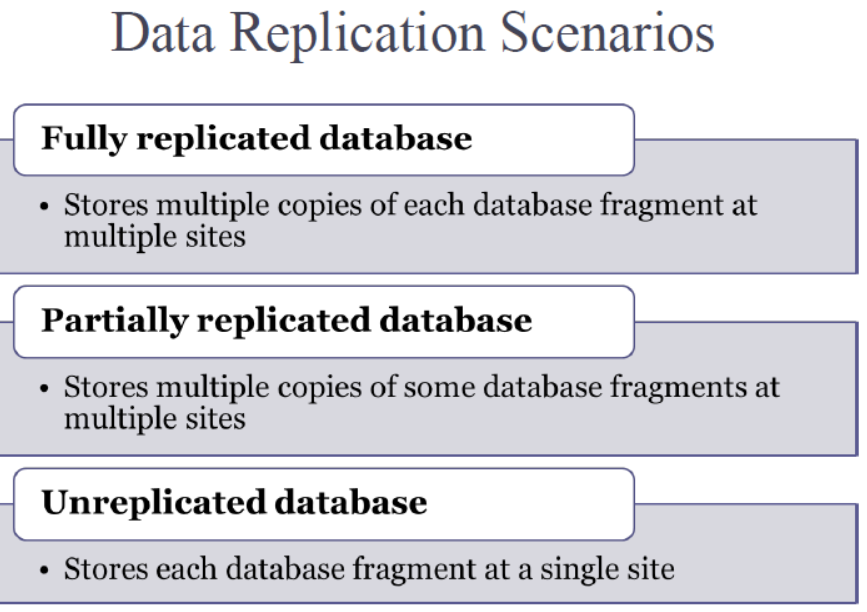 Data Replication Scenarios
Fully replicated database
• Stores multiple copies of each database fragment at
multiple sites
Partially replicated database
• Stores multiple copies of some database fragments at
multiple sites
Unreplicated database
• Stores each database fragment at a single site